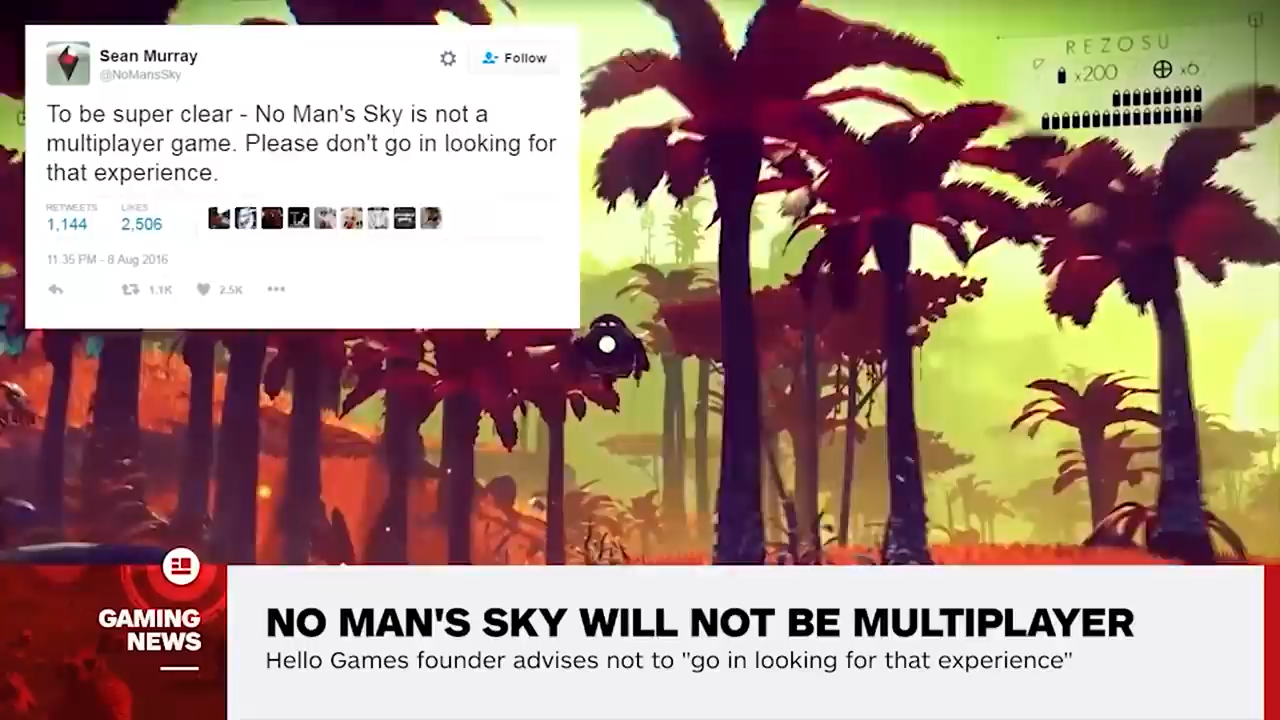 Sean Murray
@NoMansSky
Follow
To be super clear - No Man's Sky is not a
multiplayer game. Please don't go in looking for
that experience.
RETWEETS LIKES
1,144 2,506
11:35 PM - 8 Aug 2016
1.1K 2.5K
REZOSU
x200 x6
GAMING
NEWS
NO MAN'S SKY WILL NOT BE MULTIPLAYER
Hello Games founder advises not to "go in looking for that experience"